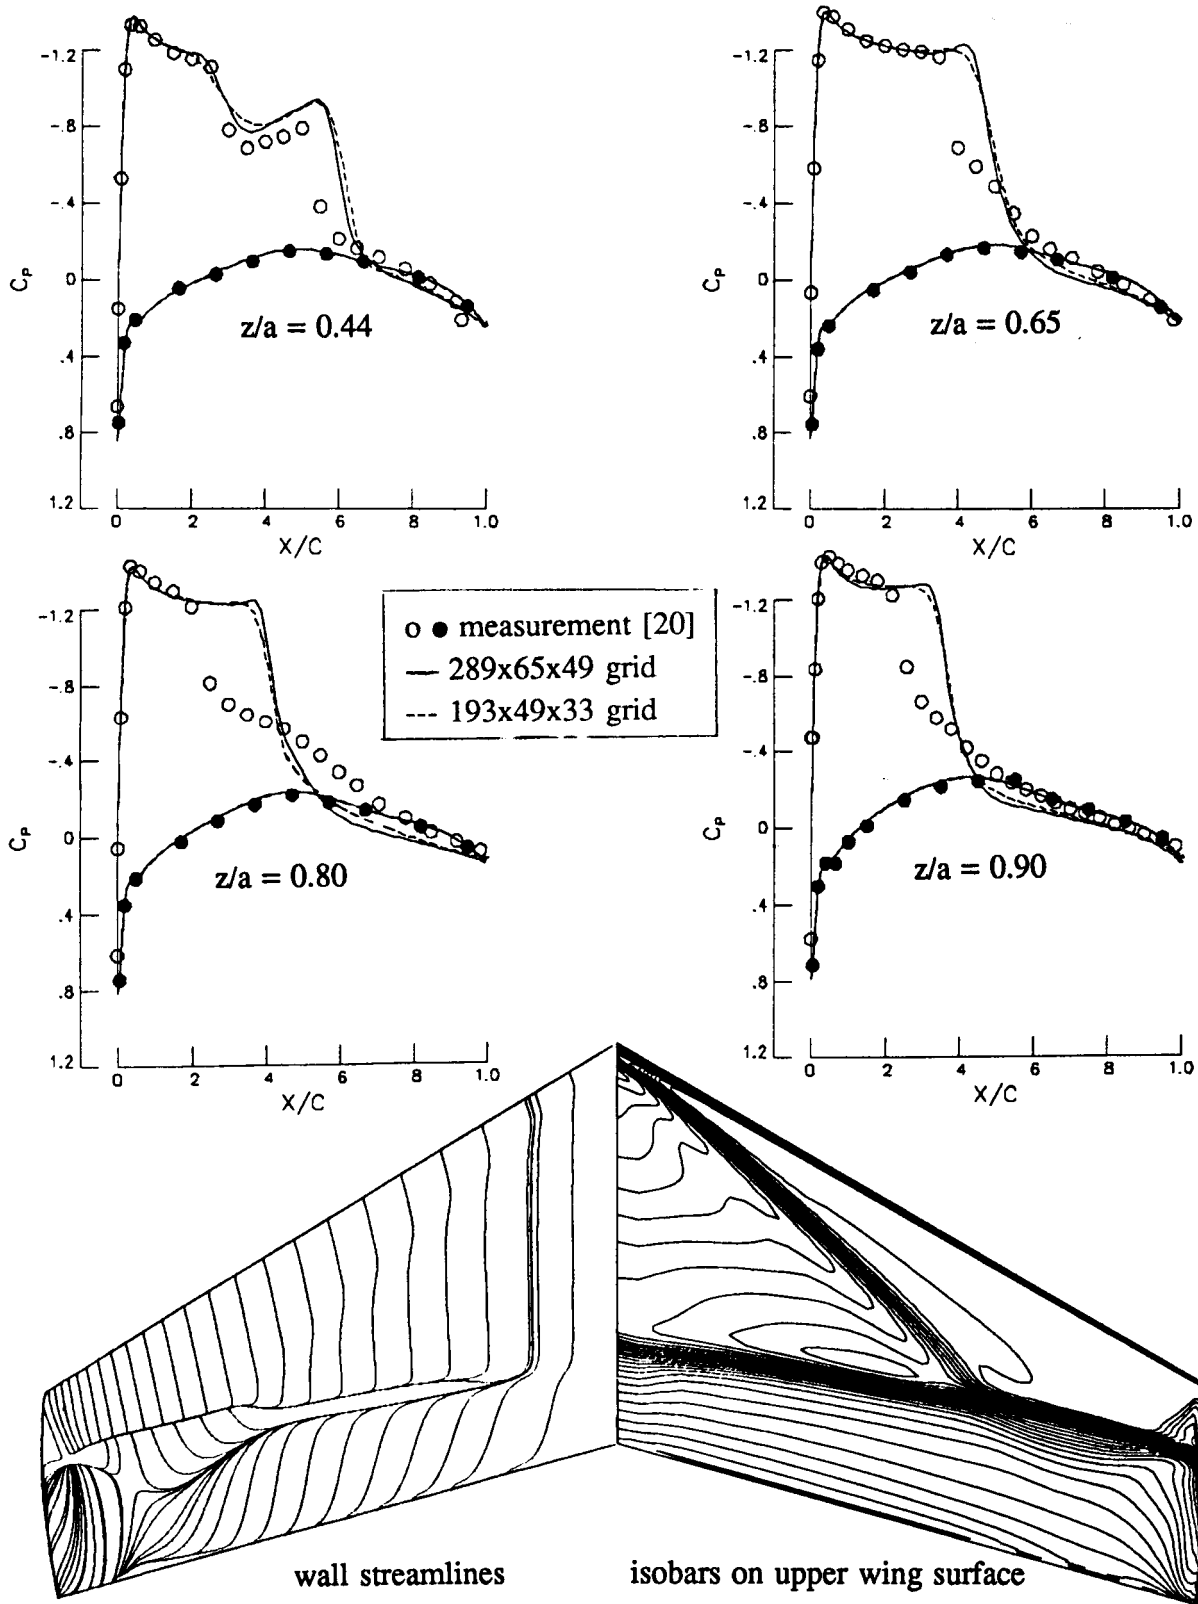 -1.2
-.8
-.4
0
.4
.8
1.2
CP
z/a = 0.44
0 2 4 6 8 1.0
X/C
-1.2
-.8
-.4
0
.4
.8
1.2
CP
z/a = 0.65
0 2 4 6 8 1.0
X/C
-1.2
-.8
-.4
0
.4
.8
1.2
CP
z/a = 0.80
0 2 4 6 8 1.0
X/C
measurement [20]
289x65x49 grid
193x49x33 grid
-1.2
-.8
-.4
0
.4
.8
1.2
CP
z/a = 0.90
0 2 4 6 8 1.0
X/C
wall streamlines
isobars on upper wing surface